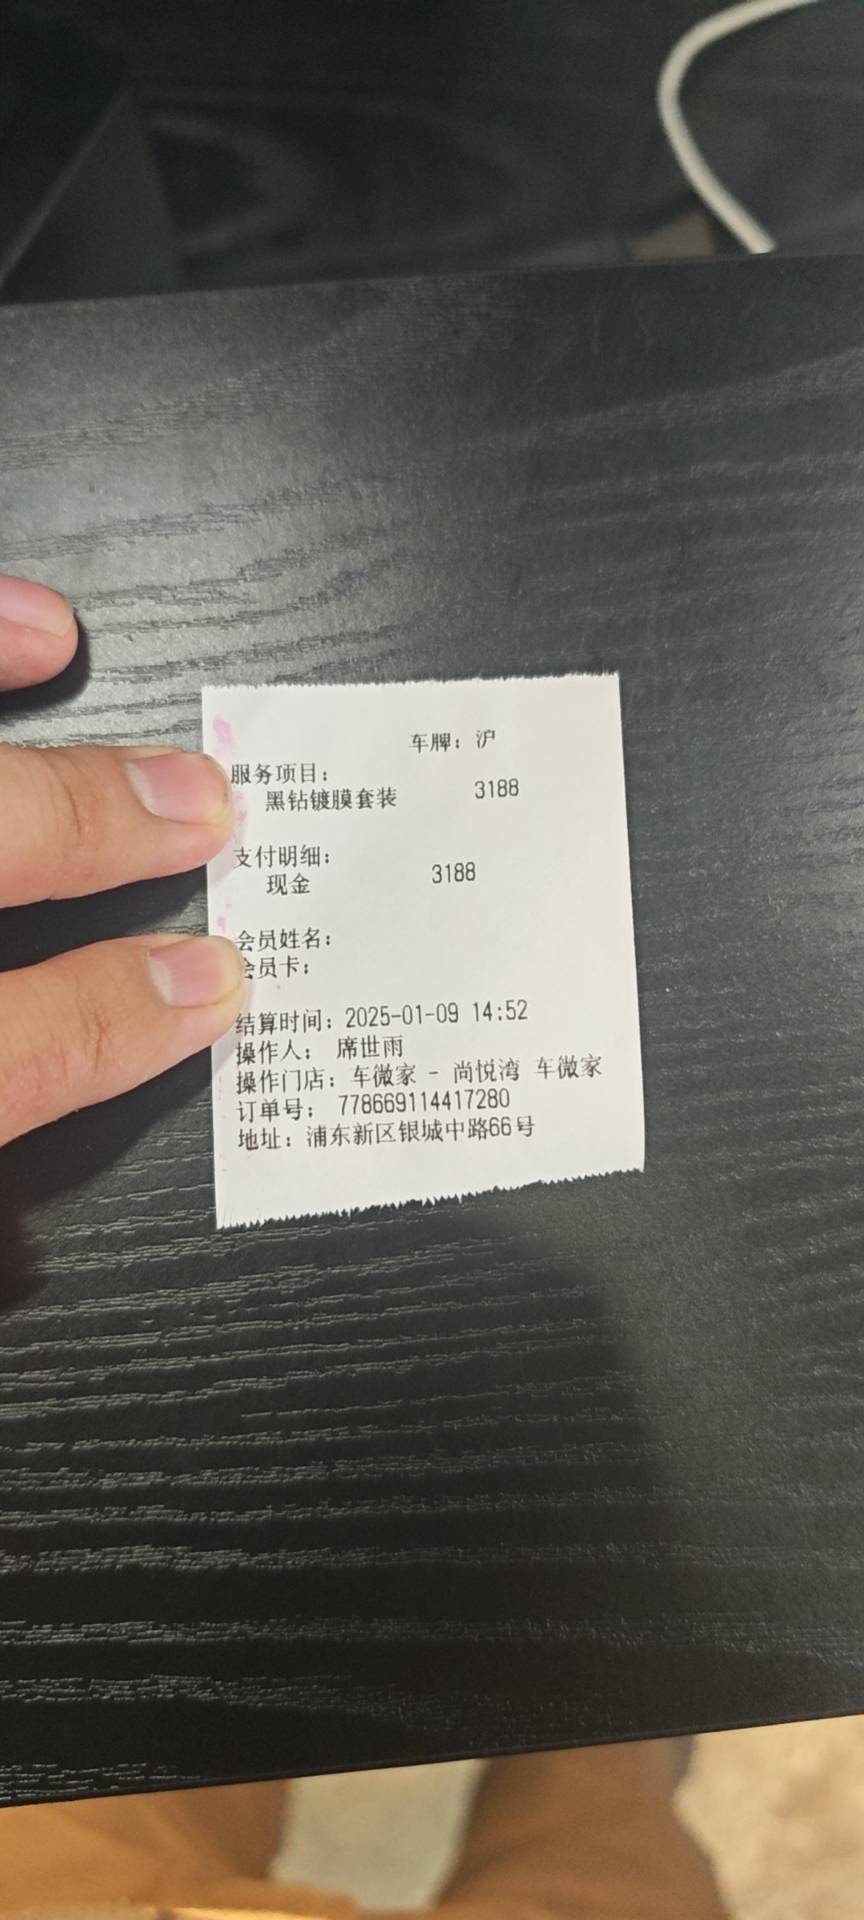 车牌：沪
服务项目：
黑钻镀膜套装 3188
支付明细：
现金 3188
会员姓名：
会员卡：
结算时间：2025-01-09 14:52
操作人： 席世雨
操作门店：车微家 - 尚悦湾 车微家
订单号： 778669114417280
地址：浦东新区银城中路66号